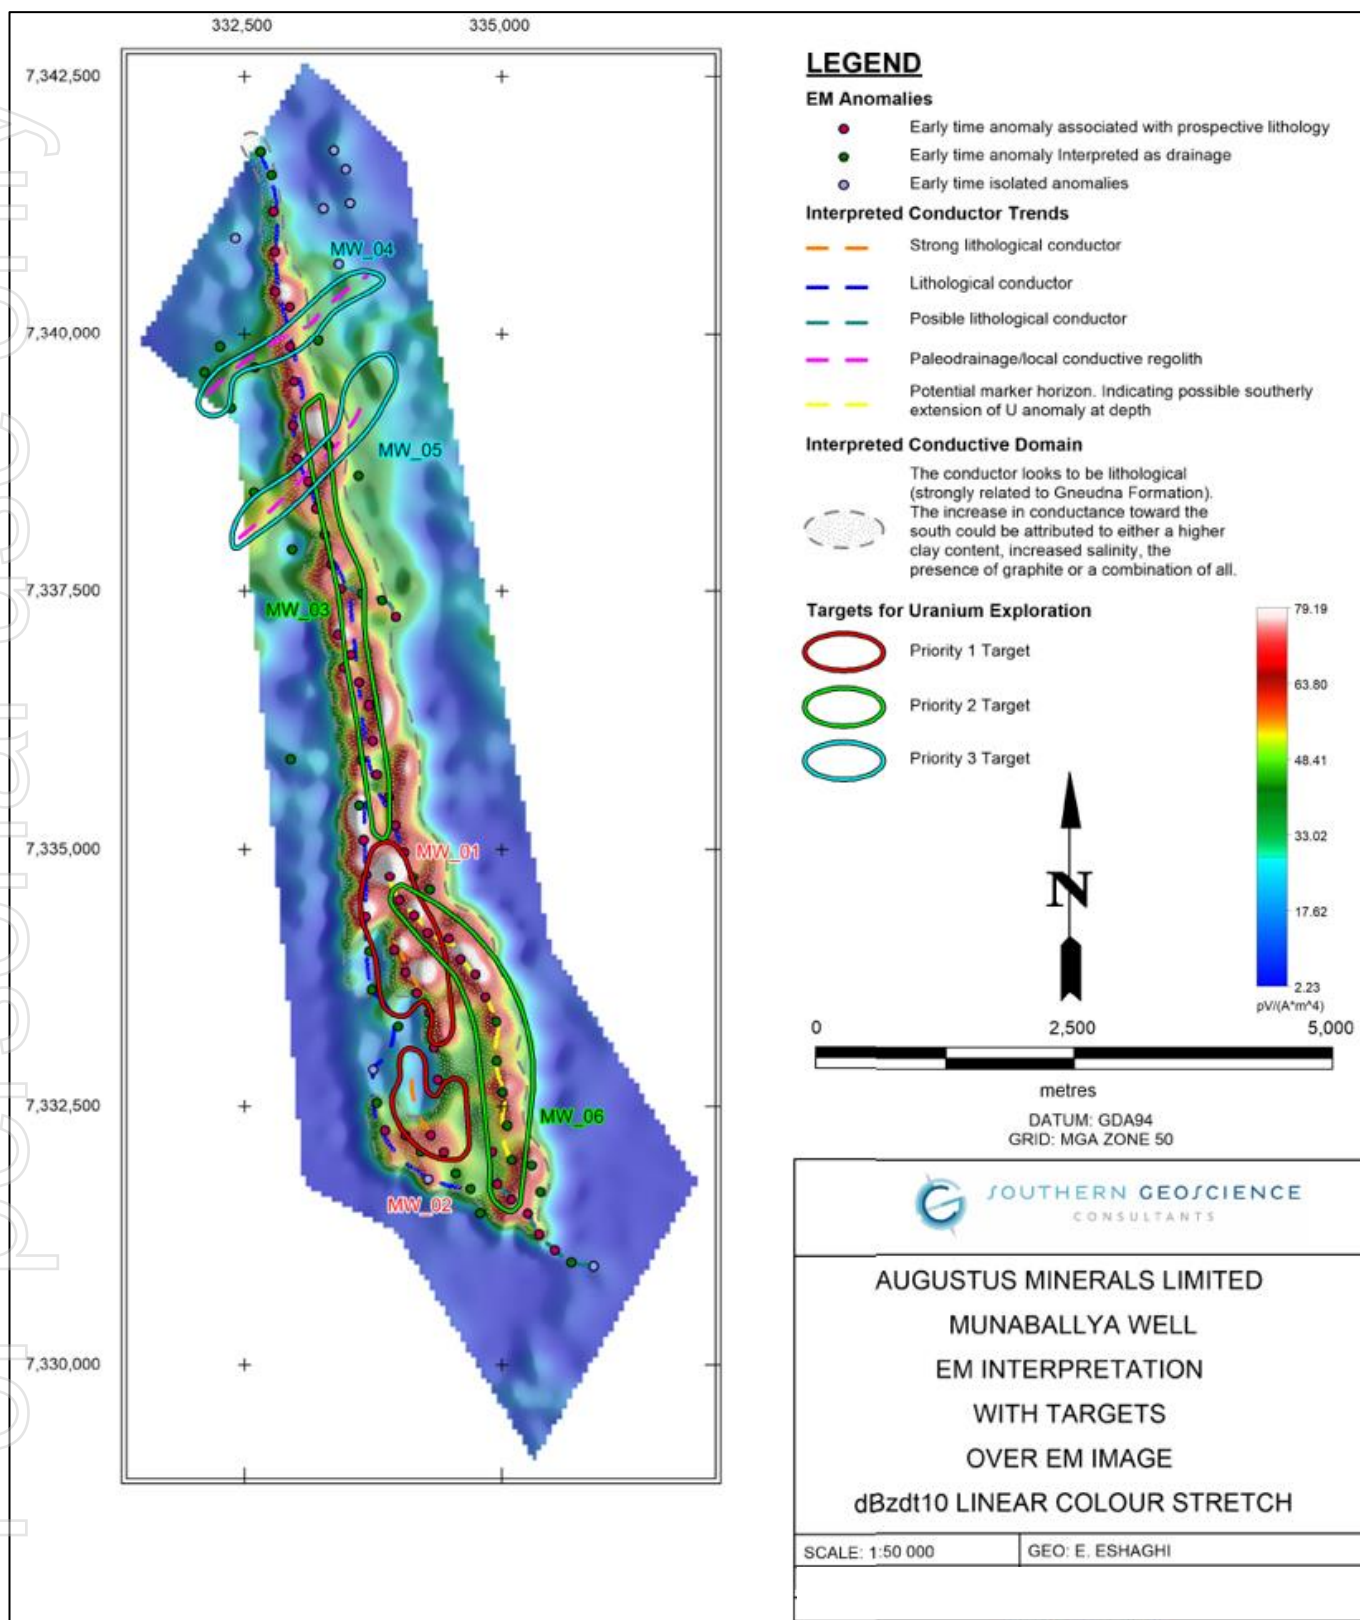 332,500
335,000
7,342,500
7,340,000
7,337,500
7,335,000
7,332,500
7,330,000
MW_04
MW_05
MW_03
MW_01
MW_06
MW_02
For personal use only
LEGEND
EM Anomalies
Early time anomaly associated with prospective lithology
Early time anomaly Interpreted as drainage
Early time isolated anomalies
Interpreted Conductor Trends
Strong lithological conductor
Lithological conductor
Posible lithological conductor
Paleodrainage/local conductive regolith
Potential marker horizon. Indicating possible southerly
extension of U anomaly at depth
Interpreted Conductive Domain
The conductor looks to be lithological
(strongly related to Gneudna Formation).
The increase in conductance toward the
south could be attributed to either a higher
clay content, increased salinity, the
presence of graphite or a combination of all.
Targets for Uranium Exploration
Priority 1 Target
Priority 2 Target
Priority 3 Target
79.19
63.80
48.41
33.02
17.62
2.23
pV/(A*m^4)
N
0
2,500
5,000
metres
DATUM: GDA94
GRID: MGA ZONE 50
SOUTHERN GEOSCIENCE
CONSULTANTS
AUGUSTUS MINERALS LIMITED
MUNABALLYA WELL
EM INTERPRETATION
WITH TARGETS
OVER EM IMAGE
dBzdt10 LINEAR COLOUR STRETCH
SCALE: 1:50 000
GEO: E. ESHAGHI